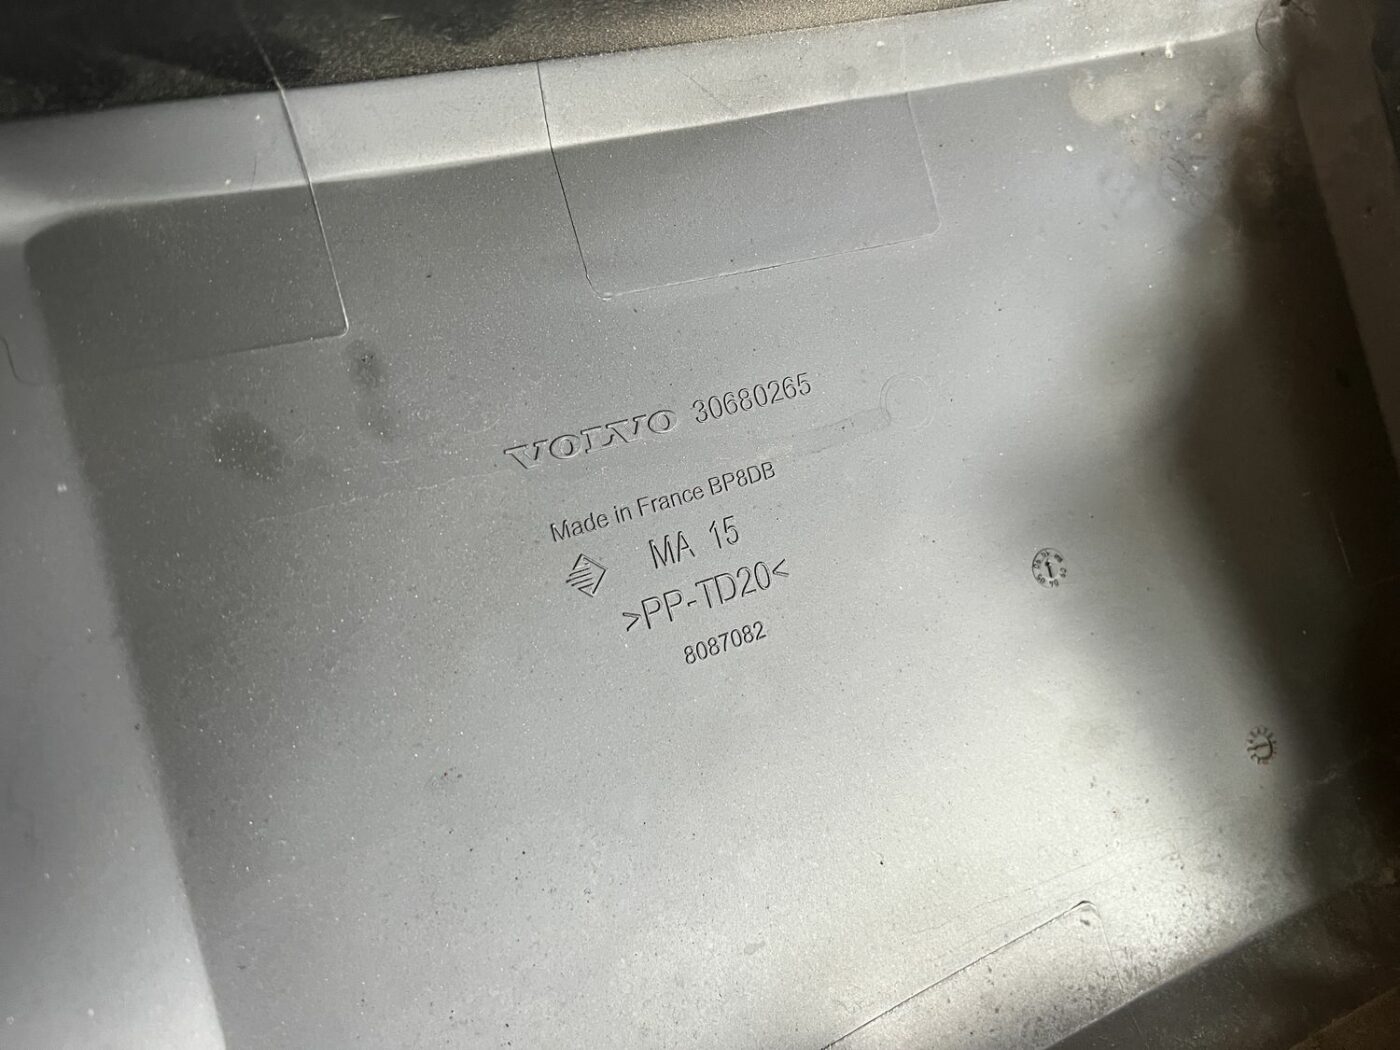 VOLVO 30680265
Made in France BP8DB
MA 15
>PP-TD20<
8087082